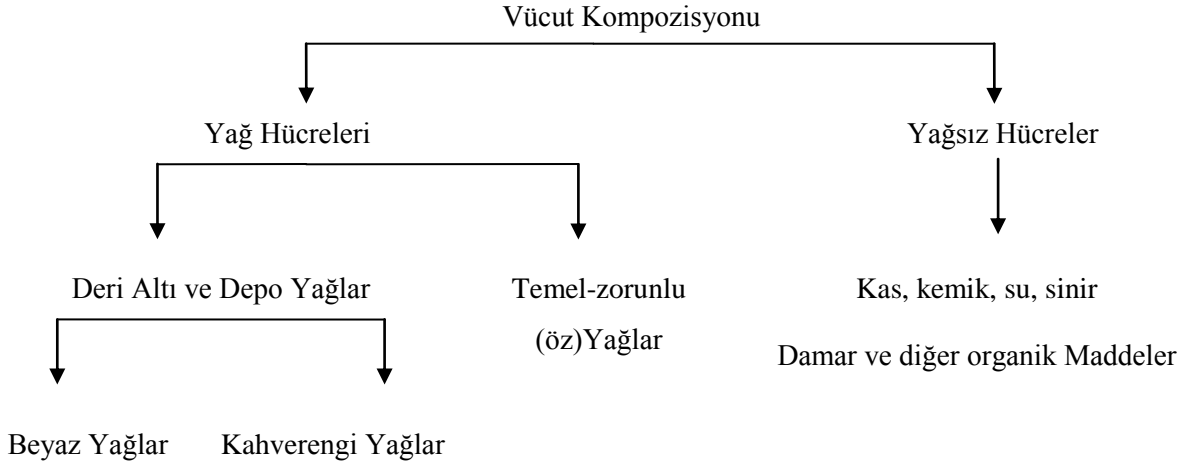 Vücut Kompozisyonu
Yağ Hücreleri
Yağsız Hücreler
Deri Altı ve Depo Yağlar
Temel-zorunlu
(öz)Yağlar
Kas, kemik, su, sinir
Damar ve diğer organik Maddeler
Beyaz Yağlar
Kahverengi Yağlar